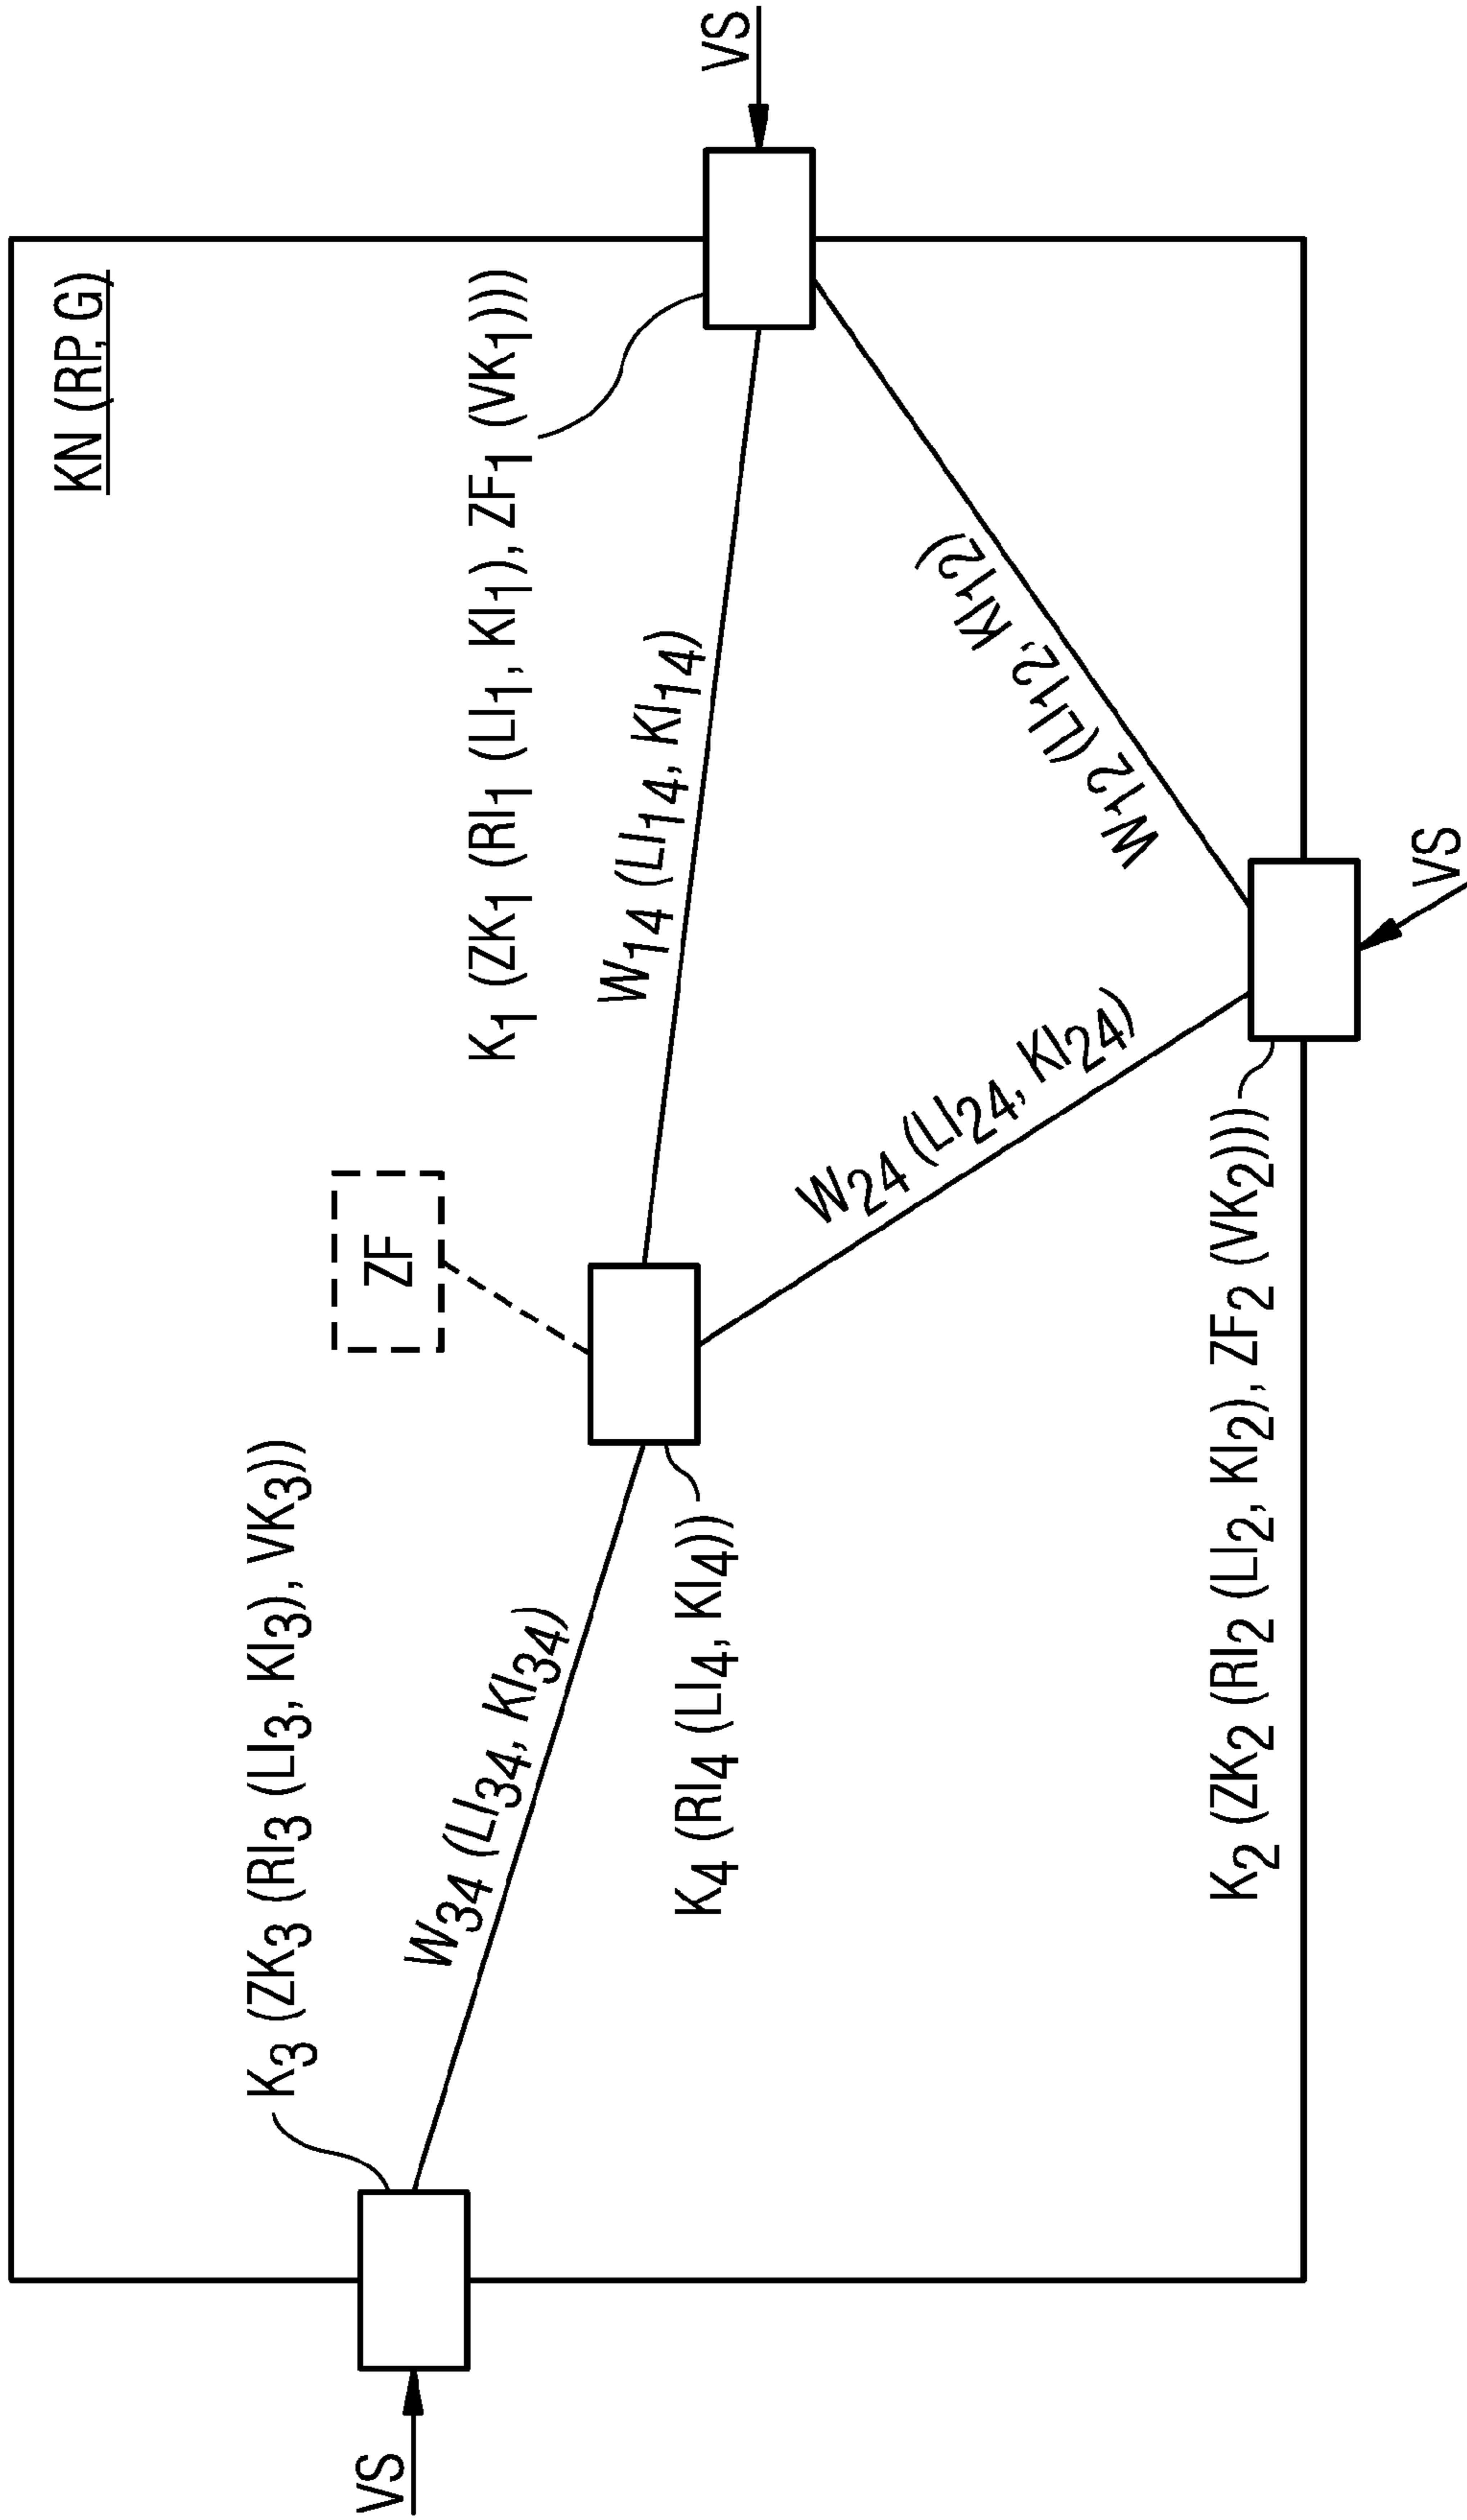 KN (RP, G)
K3 (ZK3 (RI3 (LI3, KI3), VK3))
ZF
K1 (ZK1 (RI1 (LI1, KI1), ZF1 (VK1)))
VS
W34 (LI34, KI34)
W14 (LI14, KI14)
VS
K4 (RI4 (LI4, KI4))
W24 (LI24, KI24)
W12 (LI12, KI12)
K2 (ZK2 (RI2 (LI2, KI2), ZF2 (VK2)))
VS